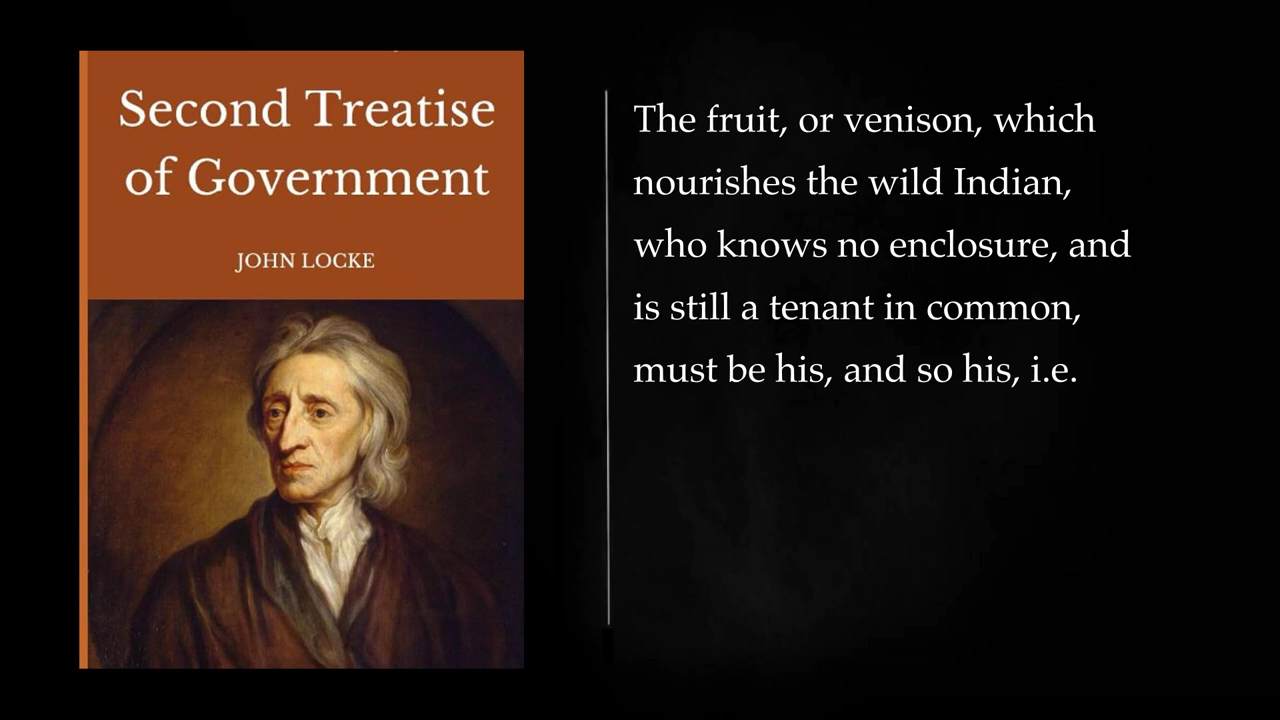 Second Treatise
of Government
JOHN LOCKE
The fruit, or venison, which
nourishes the wild Indian,
who knows no enclosure, and
is still a tenant in common,
must be his, and so his, i.e.